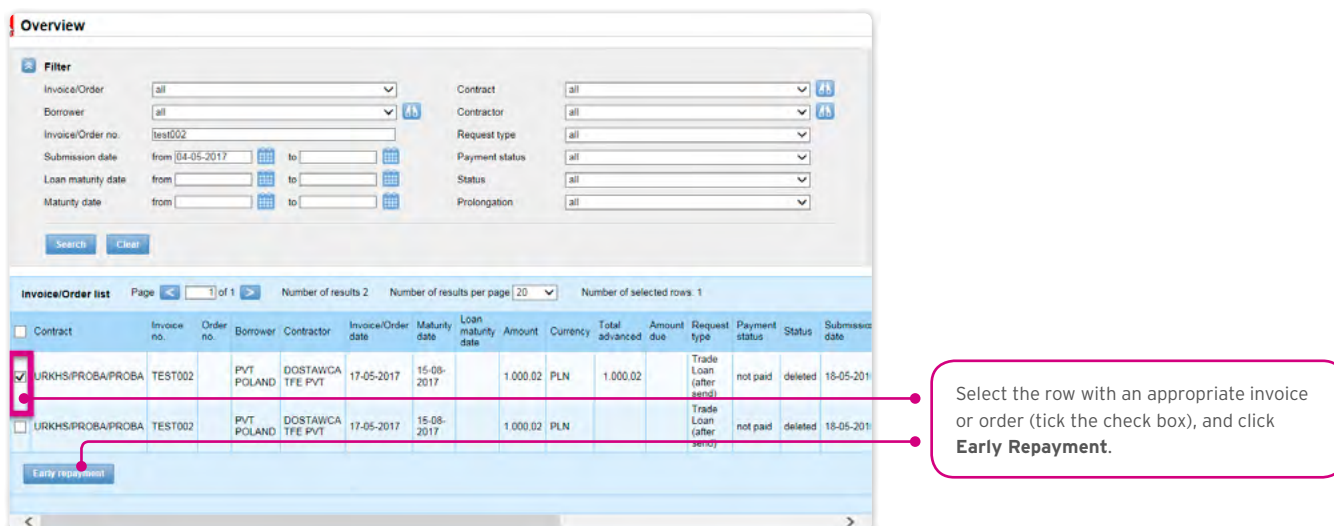 Overview
Filter
Invoice/Order all Contract all
Borrower all Contractor all
Invoice/Order no. test002 Request type all
Submission date from 04-05-2017 to Payment status all
Loan maturity date from to Status all
Maturity date from to Prolongation all
Search Clear
Invoice/Order list Page < 1 of 1 > Number of results 2 Number of results per page 20 Number of selected rows: 1
Contract Invoice no. Order no. Borrower Contractor Invoice/Order date Maturity date Loan maturity date Amount Currency Total advanced Amount due Request type Payment status Status Submission date
URKHS/PROBA/PROBA TEST002 PVT POLAND DOSTAWCA TFE PVT 17-05-2017 15-08-2017 1.000,02 PLN 1.000,02 Trade Loan (after send) not paid deleted 18-05-201
URKHS/PROBA/PROBA TEST002 PVT POLAND DOSTAWCA TFE PVT 17-05-2017 15-08-2017 1.000,02 PLN Trade Loan (after send) not paid deleted 18-05-201
Early repayment
Select the row with an appropriate invoice
or order (tick the check box), and click
Early Repayment.